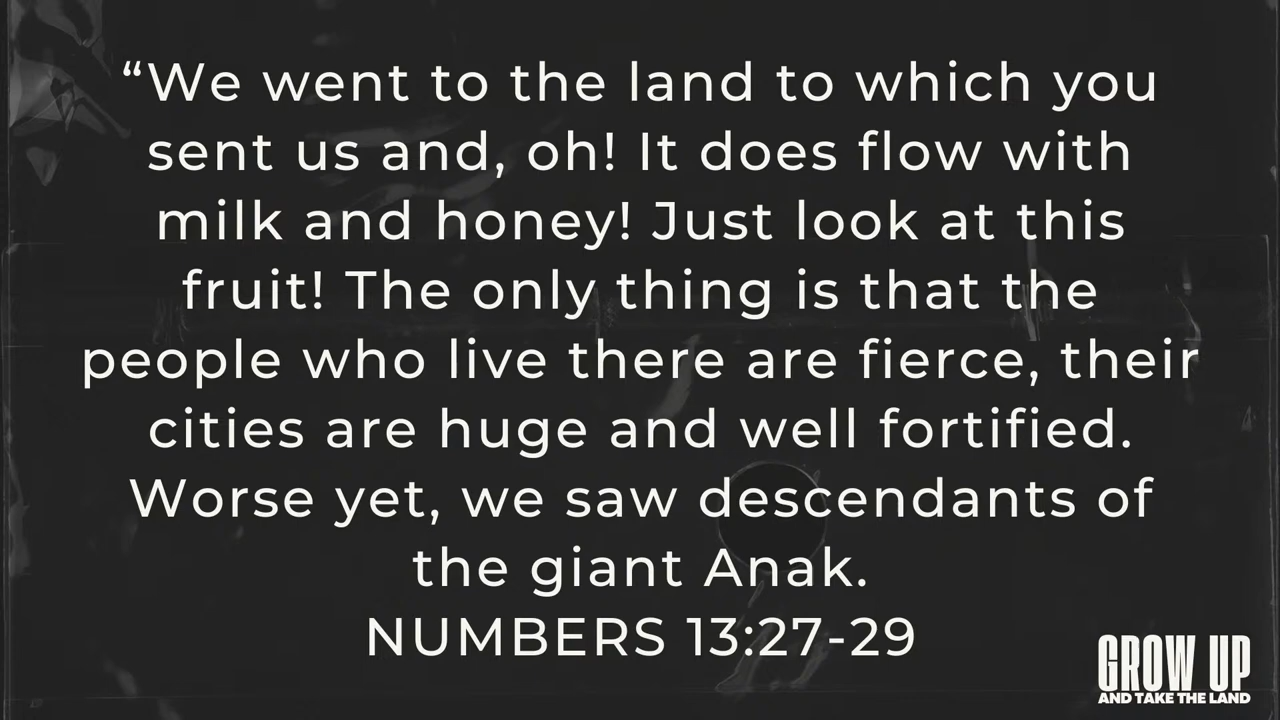 “We went to the land to which you
sent us and, oh! It does flow with
milk and honey! Just look at this
fruit! The only thing is that the
people who live there are fierce, their
cities are huge and well fortified.
Worse yet, we saw descendants of
the giant Anak.
NUMBERS 13:27-29
GROW UP
AND TAKE THE LAND